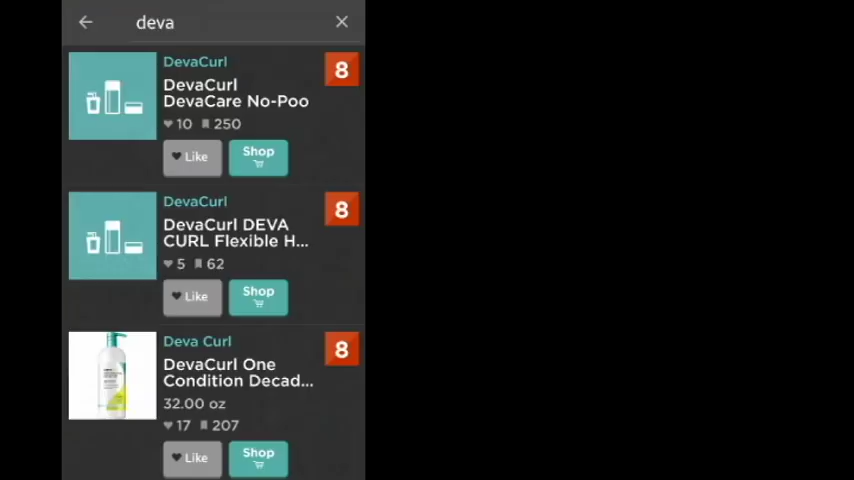 deva
DevaCurl
8
DevaCurl
DevaCare No-Poo
10 250
Like
Shop
DevaCurl
8
DevaCurl DEVA
CURL Flexible H...
5 62
Like
Shop
Deva Curl
8
DevaCurl One
Condition Decad...
32.00 oz
17 207
Like
Shop